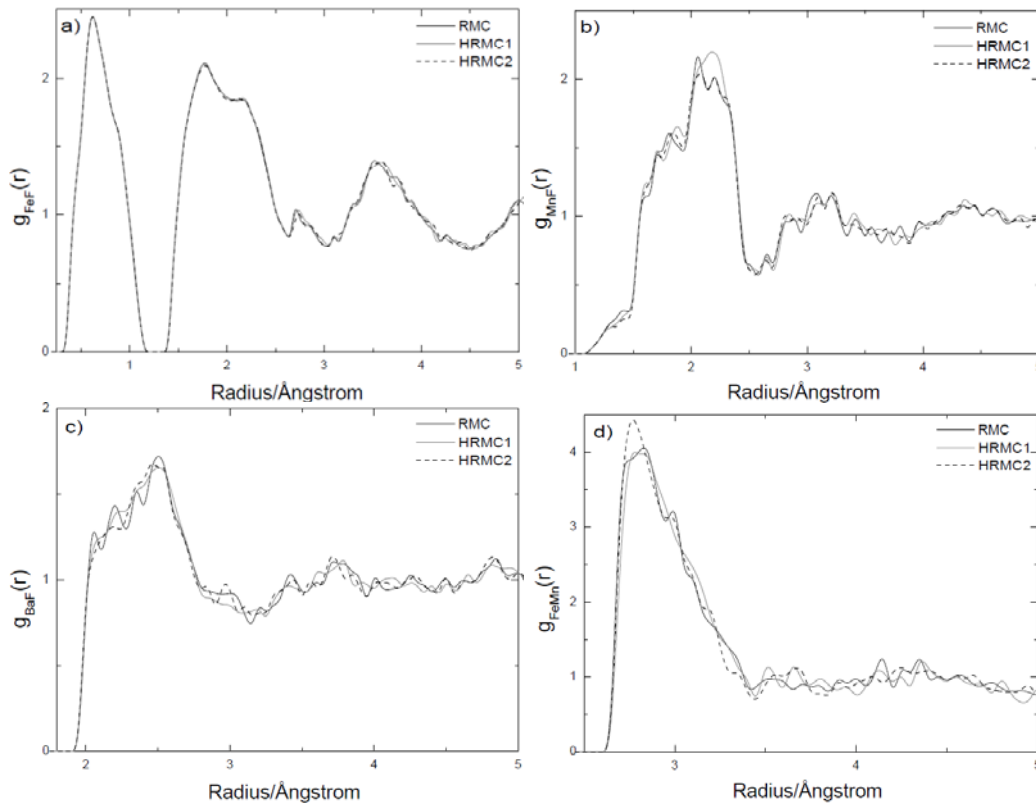 a)
RMC
HRMC1
HRMC2
g_FeF(r)
2
1
0
1
2
3
4
5
Radius/Ångstrom
b)
RMC
HRMC1
HRMC2
g_MnF(r)
2
1
0
1
2
3
4
5
Radius/Ångstrom
c)
RMC
HRMC1
HRMC2
g_BaF(r)
2
1
0
2
3
4
5
Radius/Ångstrom
d)
RMC
HRMC1
HRMC2
g_FeMn(r)
4
3
2
1
0
3
4
5
Radius/Ångstrom